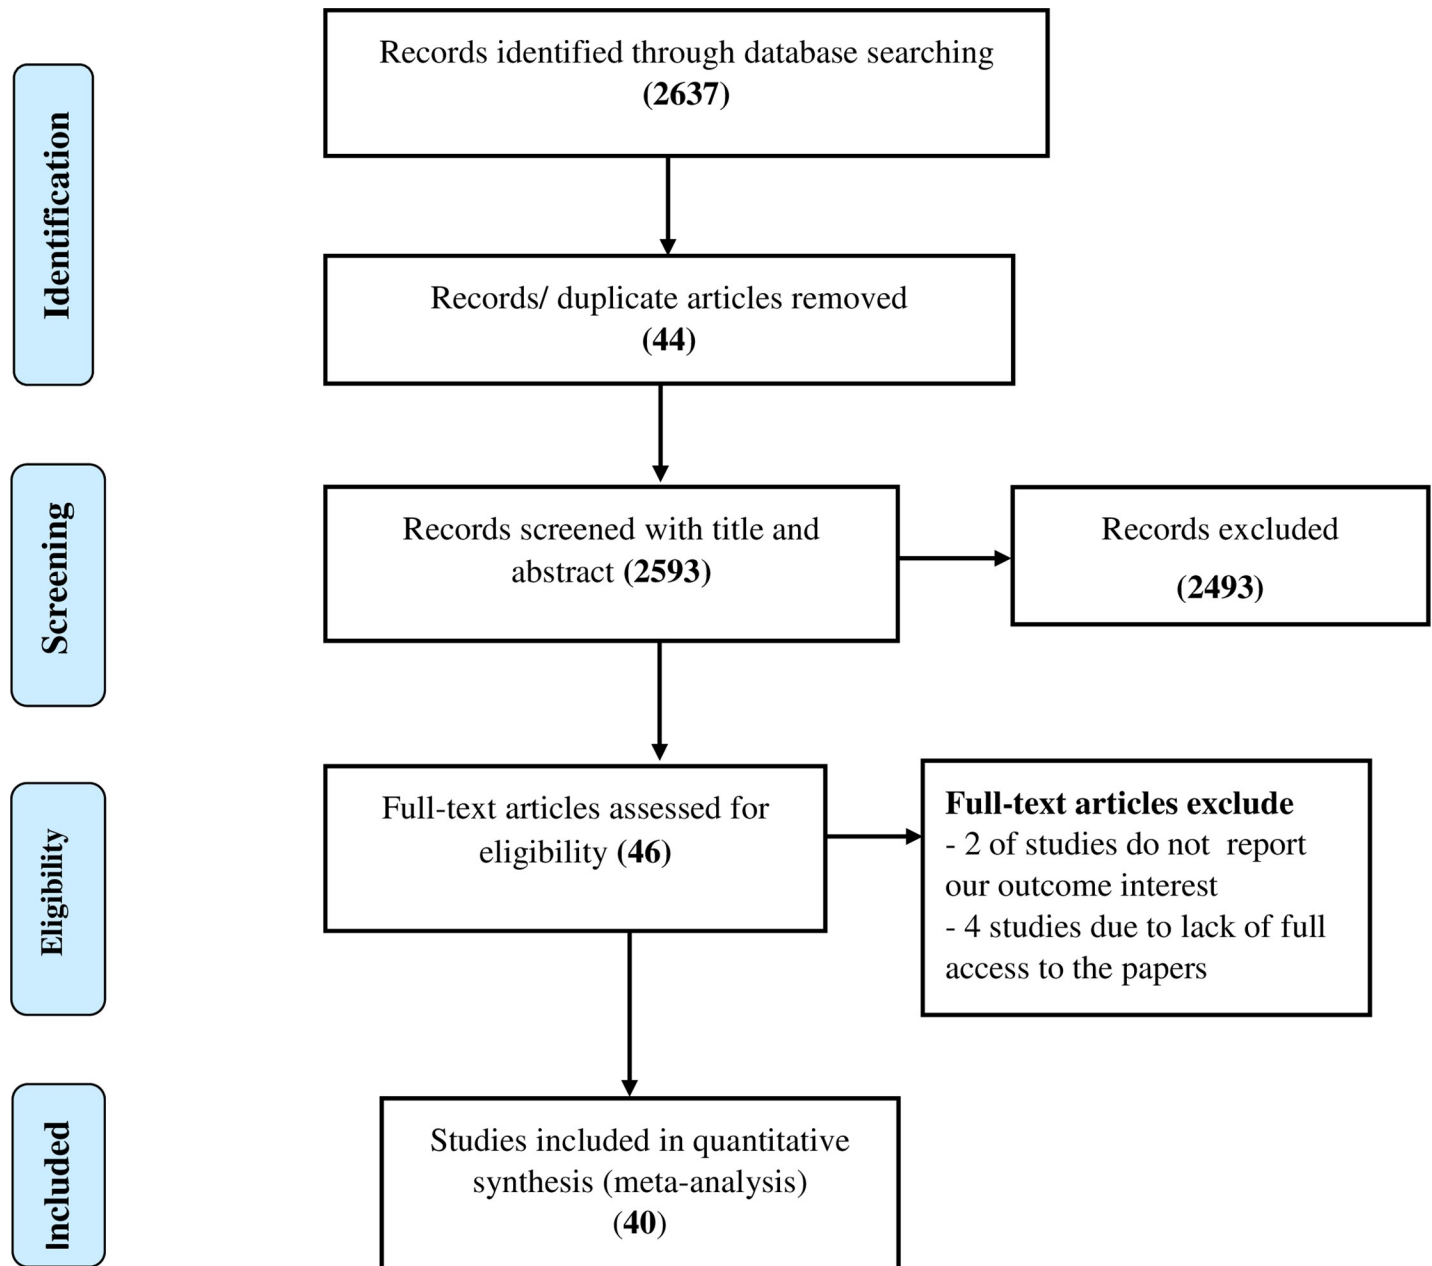 Identification
Records identified through database searching
(2637)
Records/ duplicate articles removed
(44)
Screening
Records screened with title and
abstract (2593)
Records excluded
(2493)
Eligibility
Full-text articles assessed for
eligibility (46)
Full-text articles exclude
- 2 of studies do not report
our outcome interest
- 4 studies due to lack of full
access to the papers
Included
Studies included in quantitative
synthesis (meta-analysis)
(40)